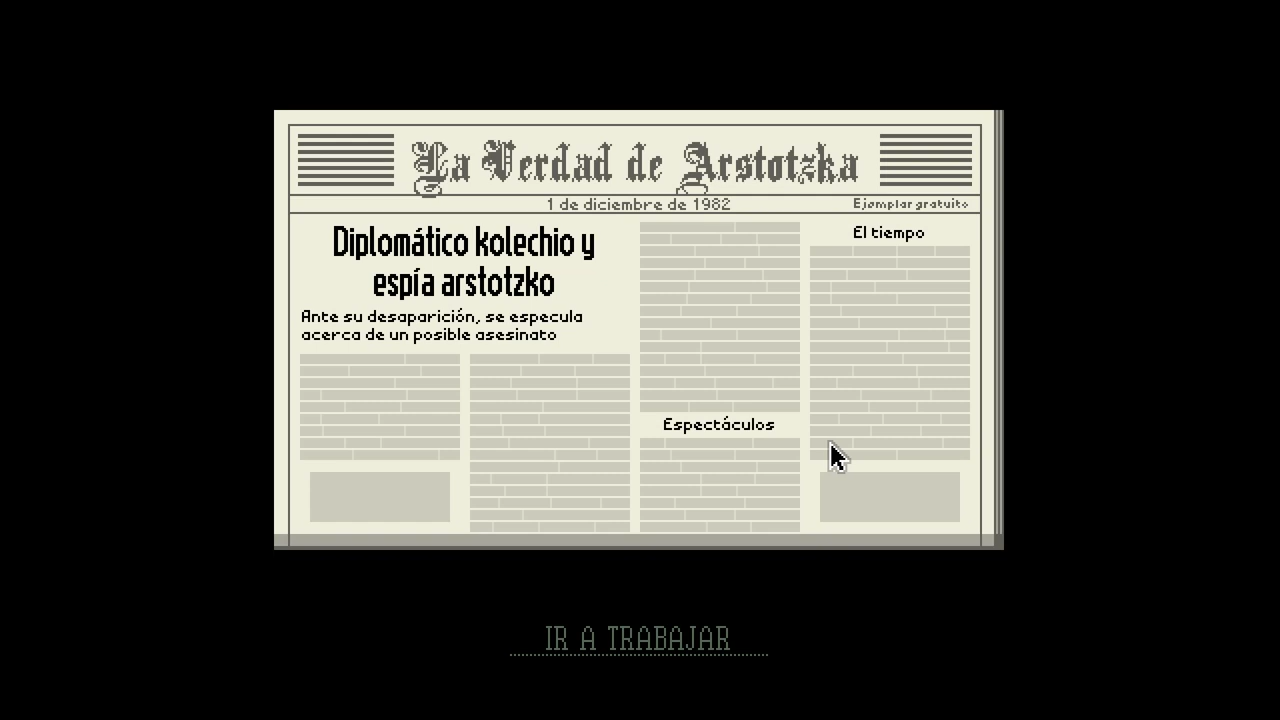 La Verdad de Arstotzka
1 de diciembre de 1982
Ejemplar gratuito
Diplomático kolechio y
espía arstotzko
Ante su desaparición, se especula
acerca de un posible asesinato
Espectáculos
El tiempo
IR A TRABAJAR